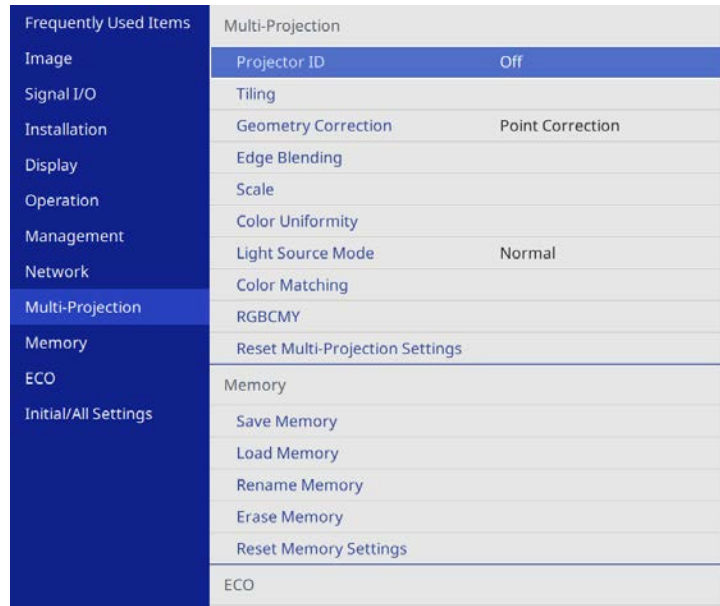 Frequently Used Items
Image
Signal I/O
Installation
Display
Operation
Management
Network
Multi-Projection
Memory
ECO
Initial/All Settings
Multi-Projection
Projector ID Off
Tiling
Geometry Correction Point Correction
Edge Blending
Scale
Color Uniformity
Light Source Mode Normal
Color Matching
RGBCMY
Reset Multi-Projection Settings
Memory
Save Memory
Load Memory
Rename Memory
Erase Memory
Reset Memory Settings
ECO